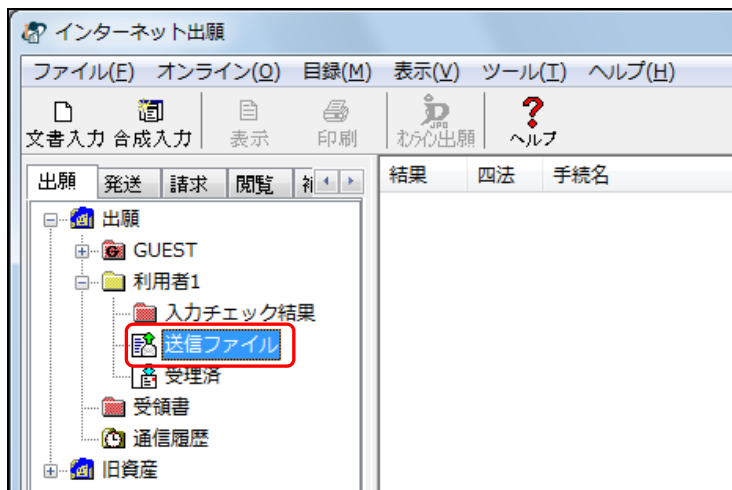 インターネット出願
ファイル(F) オンライン(O) 目録(M) 表示(V) ツール(T) ヘルプ(H)
文書入力 合成入力 表示 印刷 ｵﾝﾗｲﾝ出願 ヘルプ
出願 発送 請求 閲覧
結果 四法 手続名
出願
GUEST
利用者1
入力チェック結果
送信ファイル
受理済
受領書
通信履歴
旧資産